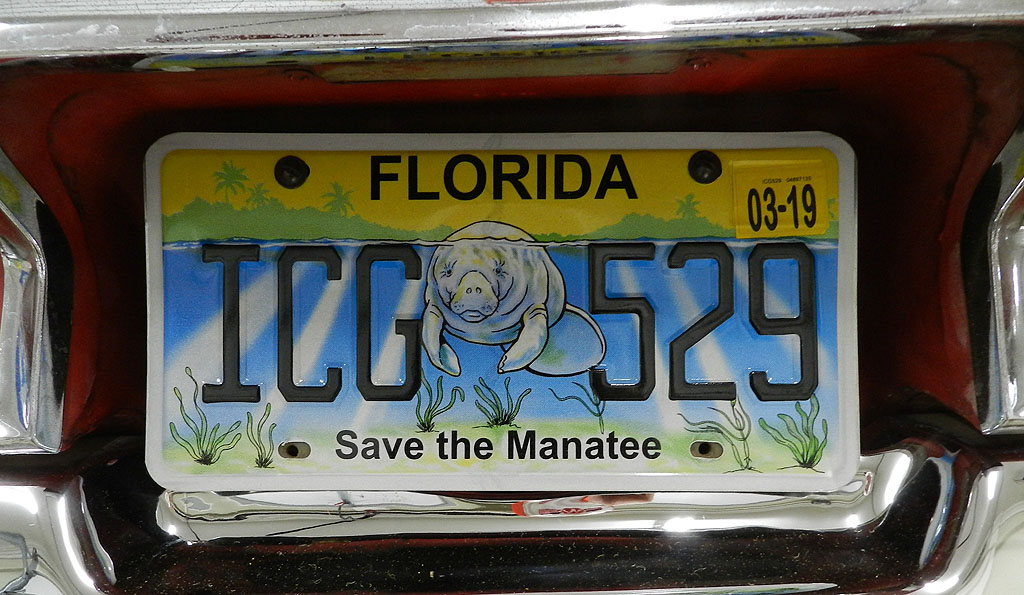 FLORIDA
03-19
ICG 529
Save the Manatee